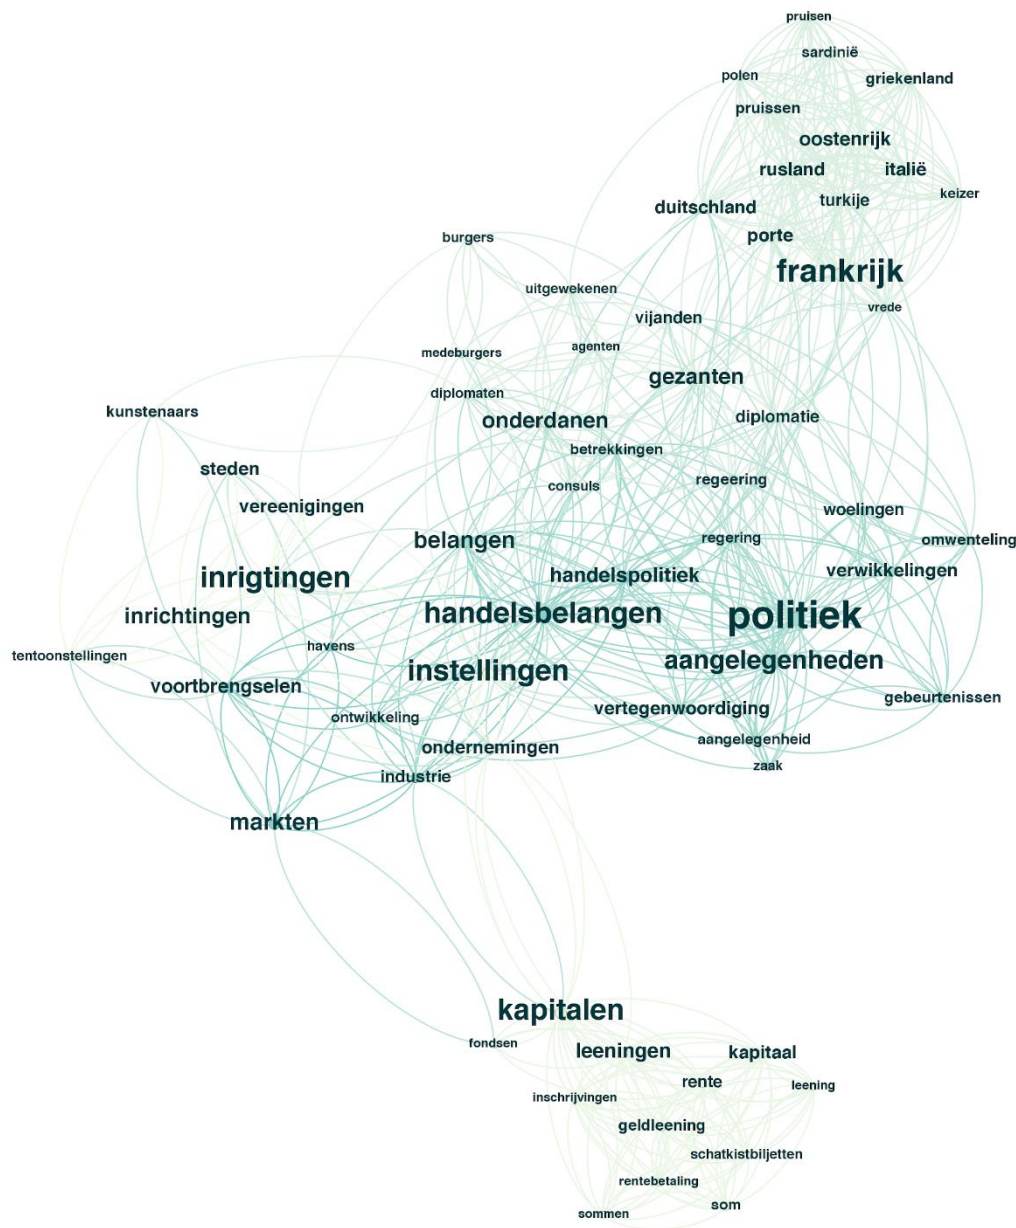 pruisen
sardinië
polen
griekenland
pruissen
oostenrijk
rusland
italië
keizer
turkije
duitschland
porte
burgers
frankrijk
uitgewekenen
vrede
vijanden
agenten
medeburgers
gezanten
diplomaten
kunstenaars
onderdanen
diplomatie
betrekkingen
steden
regeering
consuls
vereenigingen
woelingen
belangen
regering
omwenteling
inrigtingen
handelspolitiek
verwikkelingen
inrichtingen
handelsbelangen
politiek
havens
tentoonstellingen
aangelegenheden
instellingen
voortbrengselen
gebeurtenissen
vertegenwoordiging
ontwikkeling
aangelegenheid
ondernemingen
zaak
industrie
markten
kapitalen
fondsen
leeningen
kapitaal
rente
leening
inschrijvingen
geldleening
schatkistbiljetten
rentebetaling
som
sommen